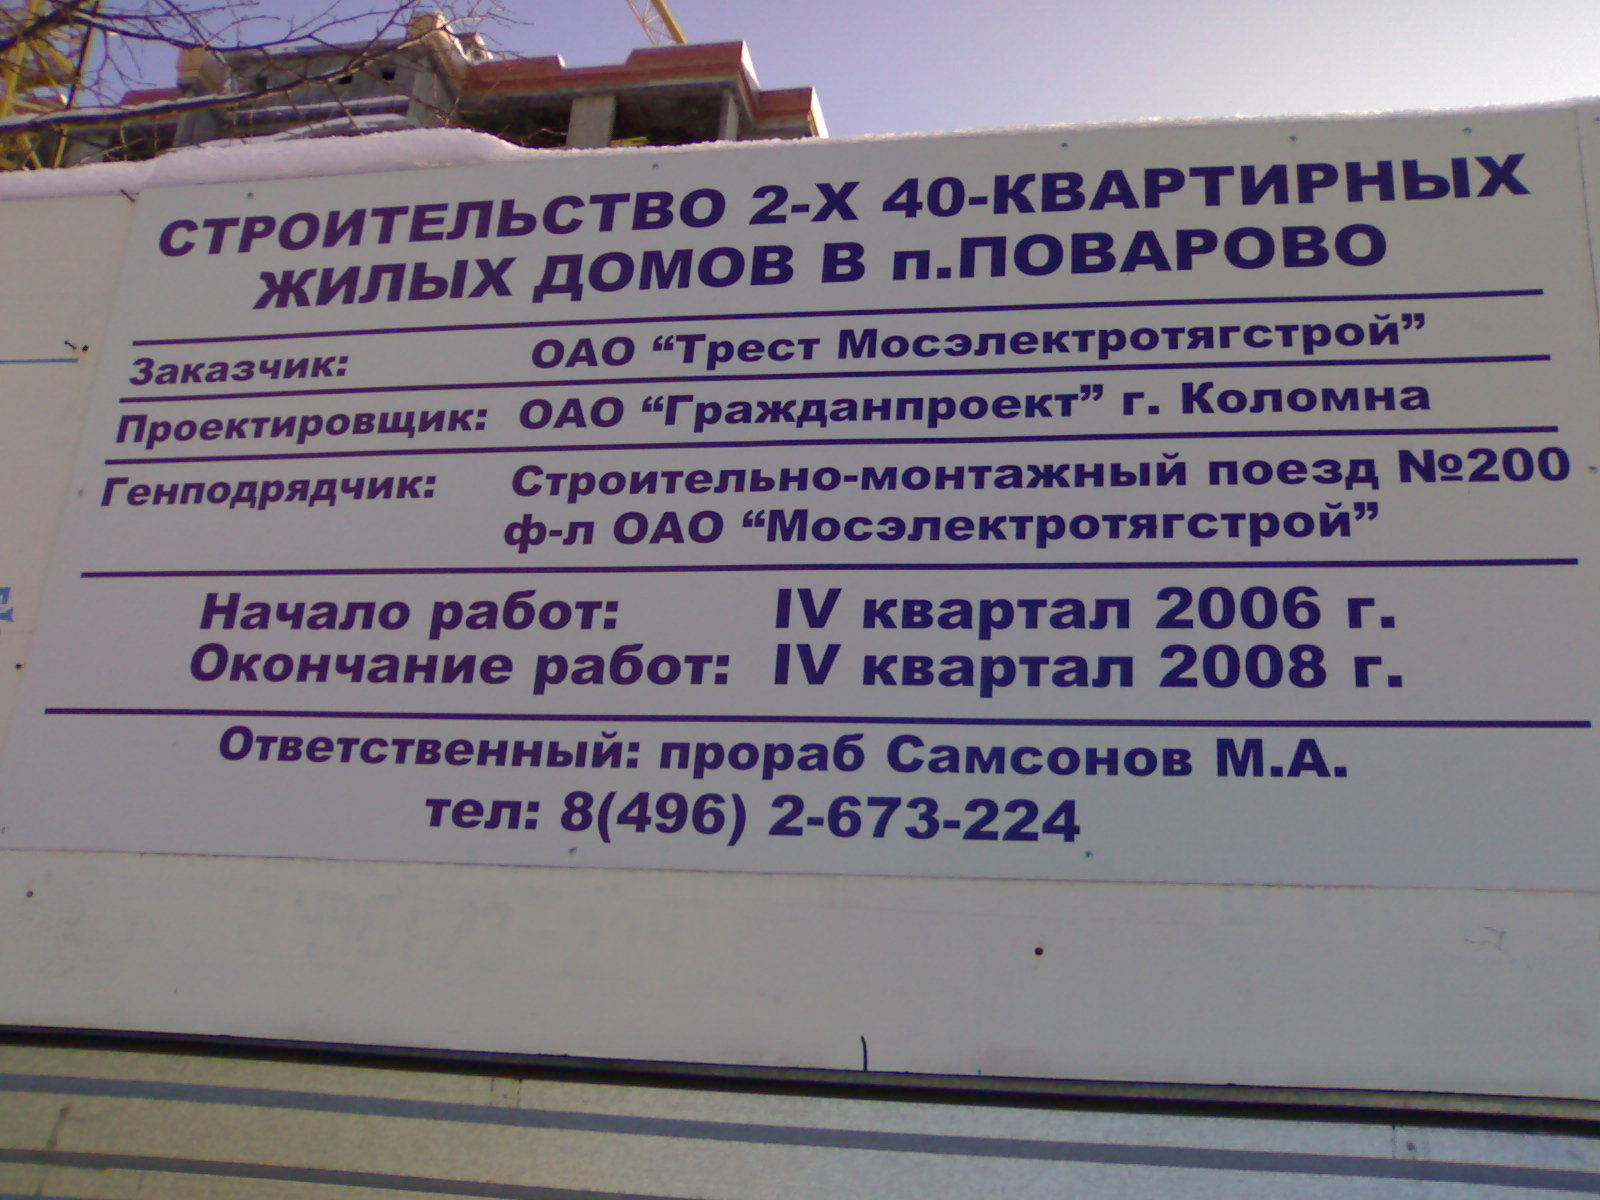 СТРОИТЕЛЬСТВО 2-Х 40-КВАРТИРНЫХ
ЖИЛЫХ ДОМОВ В п.ПОВАРОВО
Заказчик: ОАО “Трест Мосэлектротягстрой”
Проектировщик: ОАО “Гражданпроект” г. Коломна
Генподрядчик: Строительно-монтажный поезд №200
ф-л ОАО “Мосэлектротягстрой”
Начало работ: IV квартал 2006 г.
Окончание работ: IV квартал 2008 г.
Ответственный: прораб Самсонов М.А.
тел: 8(496) 2-673-224